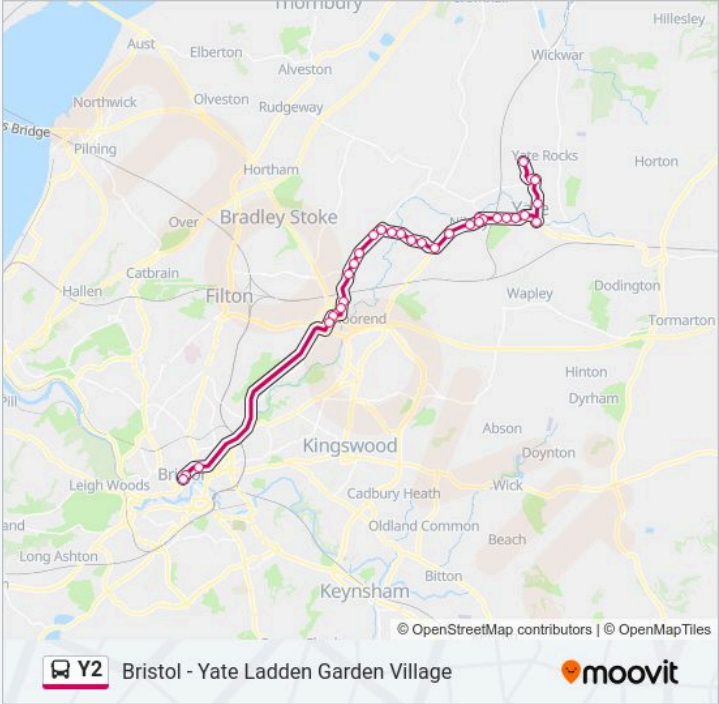 Thornbury
Hillesley
Aust
Elberton
Wickwar
Alveston
Northwick
Olveston
Rudgeway
s Bridge
Pilning
Yate Rocks
Horton
Hortham
Over
Bradley Stoke
Yate
Catbrain
Hallen
Filton
Wapley
Dodington
Tormarton
Hinton
Dyrham
Pill
Kingswood
Abson
Doynton
Leigh Woods
Wick
Cadbury Heath
and
Oldland Common
Long Ashton
Beach
Bitton
Keynsham
© OpenStreetMap contributors | © OpenMapTiles
Y2 Bristol - Yate Ladden Garden Village
moovit